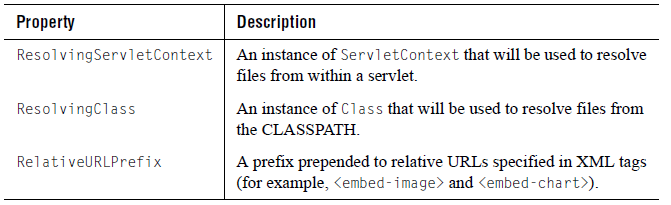 Property Description
ResolvingServletContext An instance of ServletContext that will be used to resolve
files from within a servlet.
ResolvingClass An instance of Class that will be used to resolve files from
the CLASSPATH.
RelativeURLPrefix A prefix prepended to relative URLs specified in XML tags
(for example, <embed-image> and <embed-chart>).